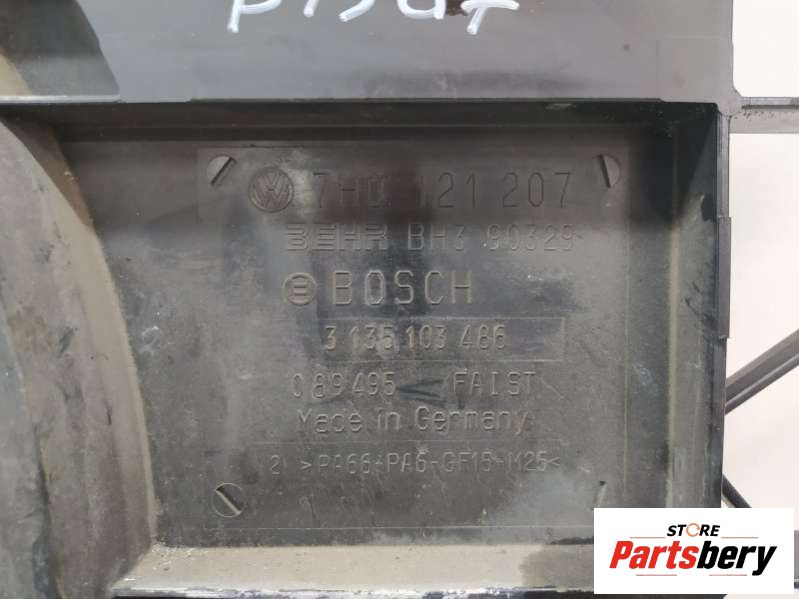 7H0 121 207
BEHR BH3 90329
BOSCH
3 135 103 486
089495 FAIST
Made in Germany
2) >PA66+PA6-GF15-M25<
STORE
Partsbery